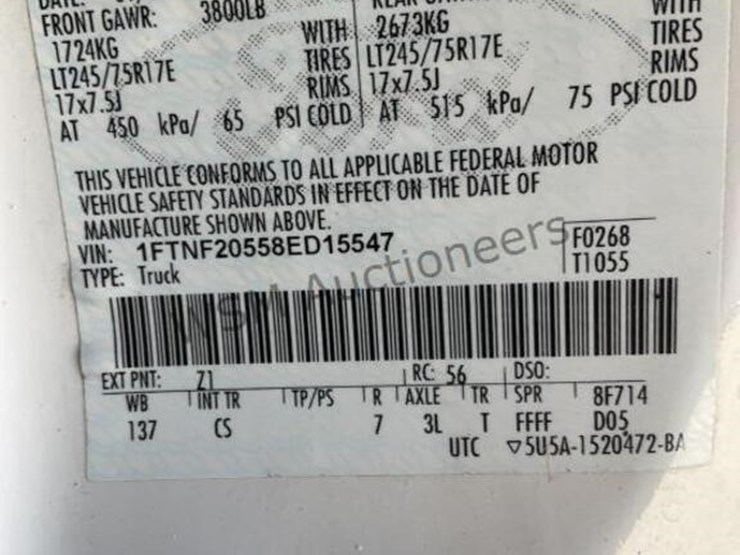 FRONT GAWR: 3800LB
1724KG WITH 2673KG WITH
LT245/75R17E TIRES LT245/75R17E TIRES
17x7.5J RIMS 17x7.5J RIMS
AT 450 kPa/ 65 PSI COLD AT 515 kPa/ 75 PSI COLD
THIS VEHICLE CONFORMS TO ALL APPLICABLE FEDERAL MOTOR
VEHICLE SAFETY STANDARDS IN EFFECT ON THE DATE OF
MANUFACTURE SHOWN ABOVE.
VIN: 1FTNF20558ED15547 F0268
TYPE: Truck T1055
WSM Auctioneers
EXT PNT: Z1 RC: 56 DSO:
WB INT TR TP/PS R AXLE TR SPR 8F714
137 CS 7 3L T FFFF D05
UTC ▽5U5A-1520472-BA